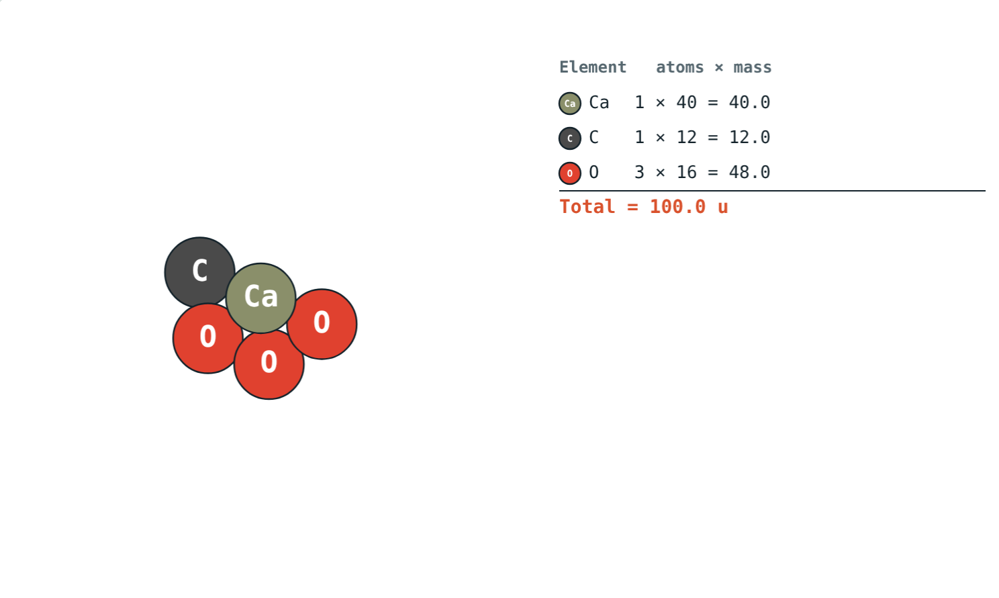 Element atoms × mass
Ca Ca 1 × 40 = 40.0
C C 1 × 12 = 12.0
O O 3 × 16 = 48.0
Total = 100.0 u
C
Ca
O
O
O